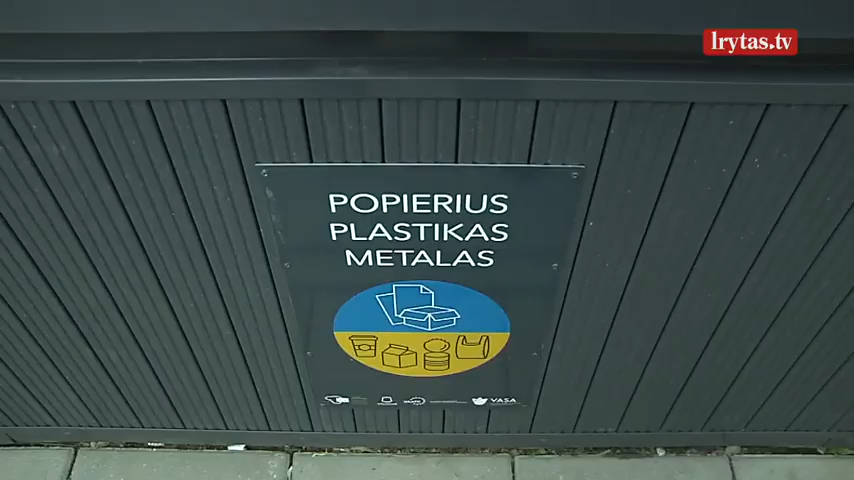 lrytas.tv
POPIERIUS
PLASTIKAS
METALAS
VASA